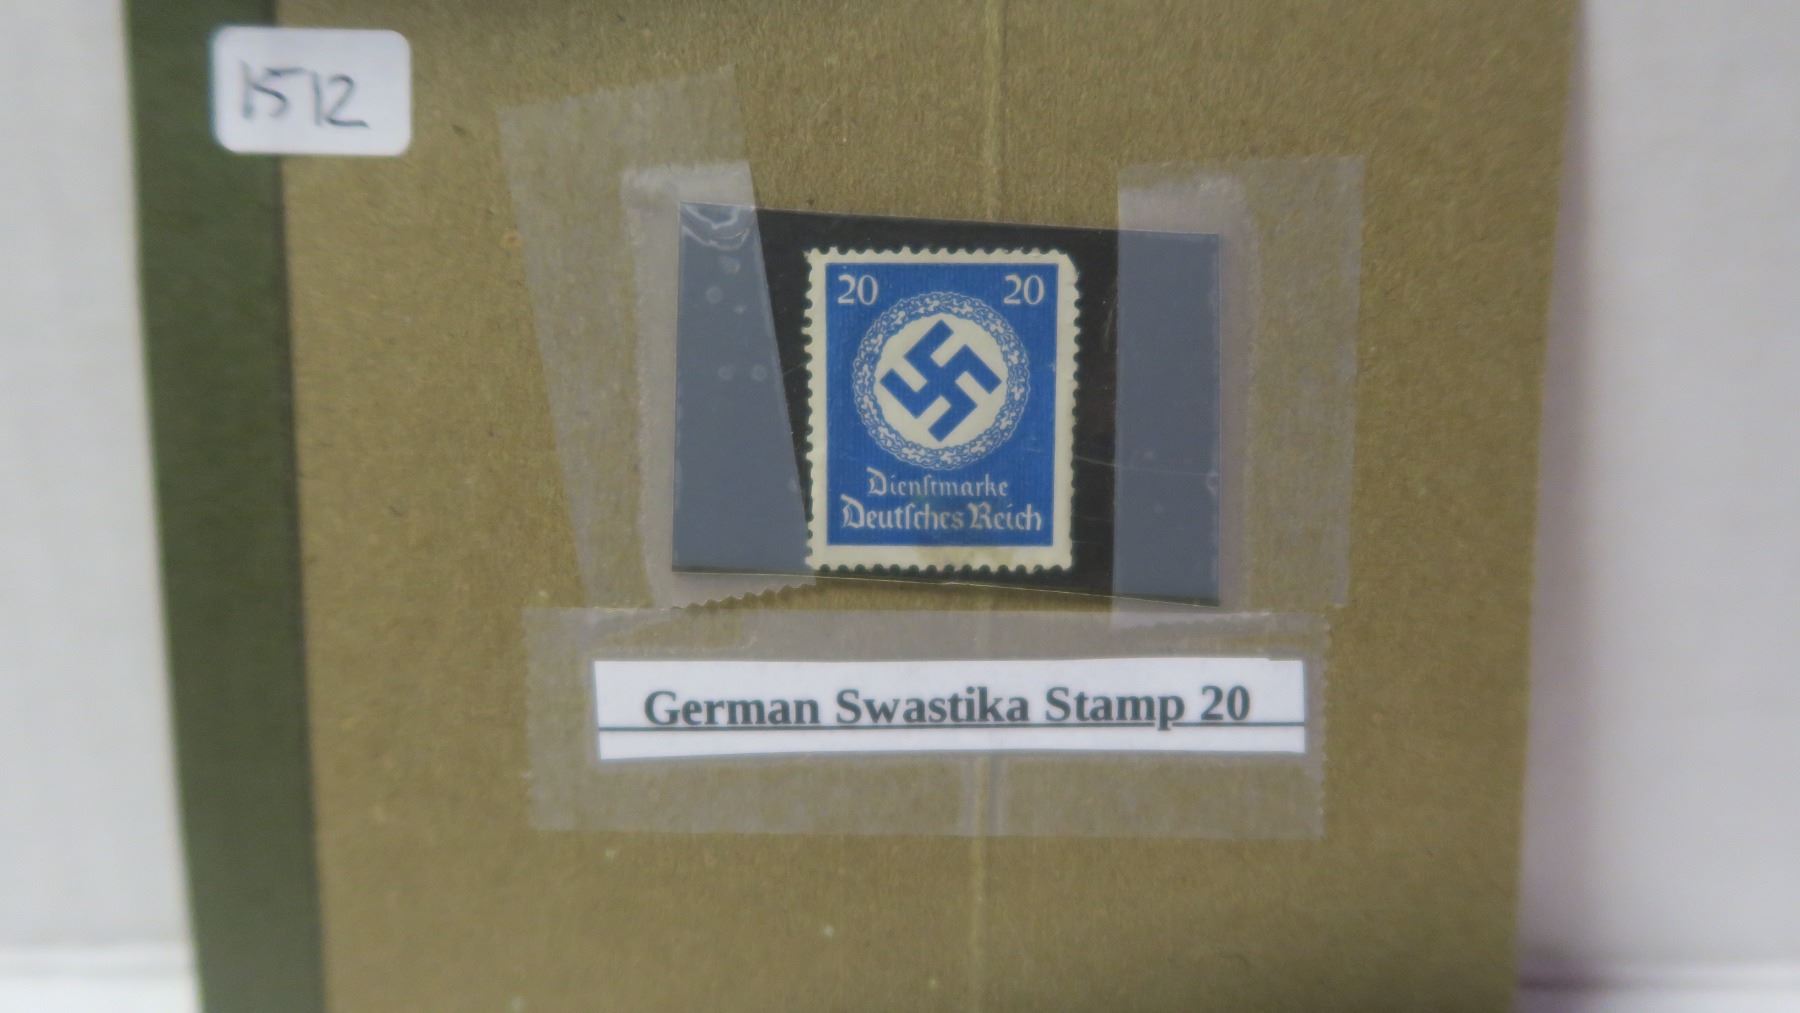 1572
20 20
Dienſtmarke
Deutſches Reich
German Swastika Stamp 20